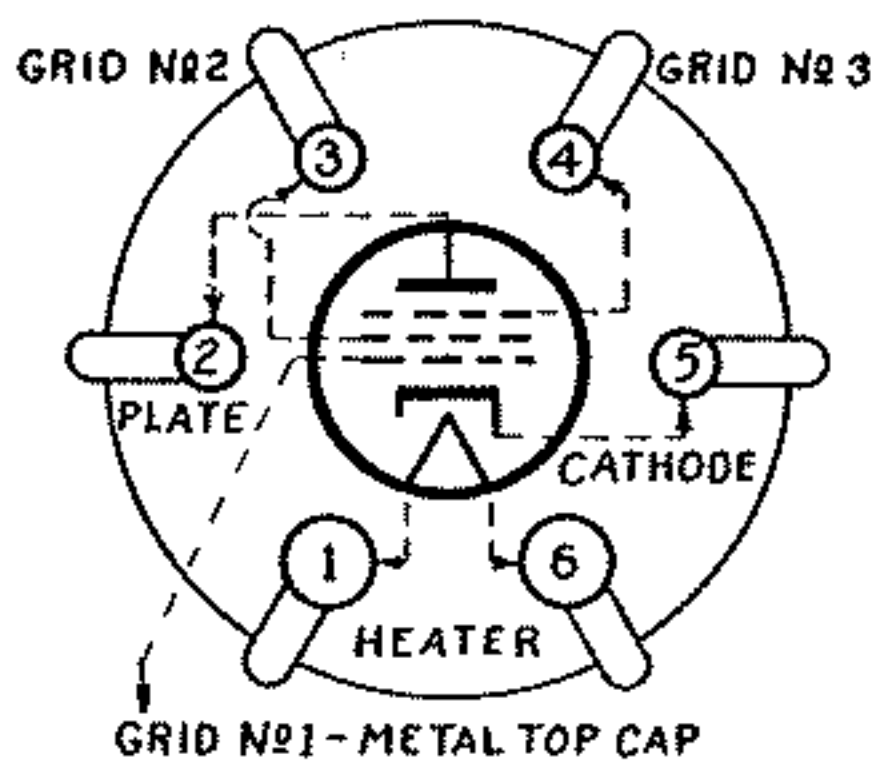 GRID №2
GRID №3
3
4
2
5
PLATE
CATHODE
1
6
HEATER
GRID №1-METAL TOP CAP